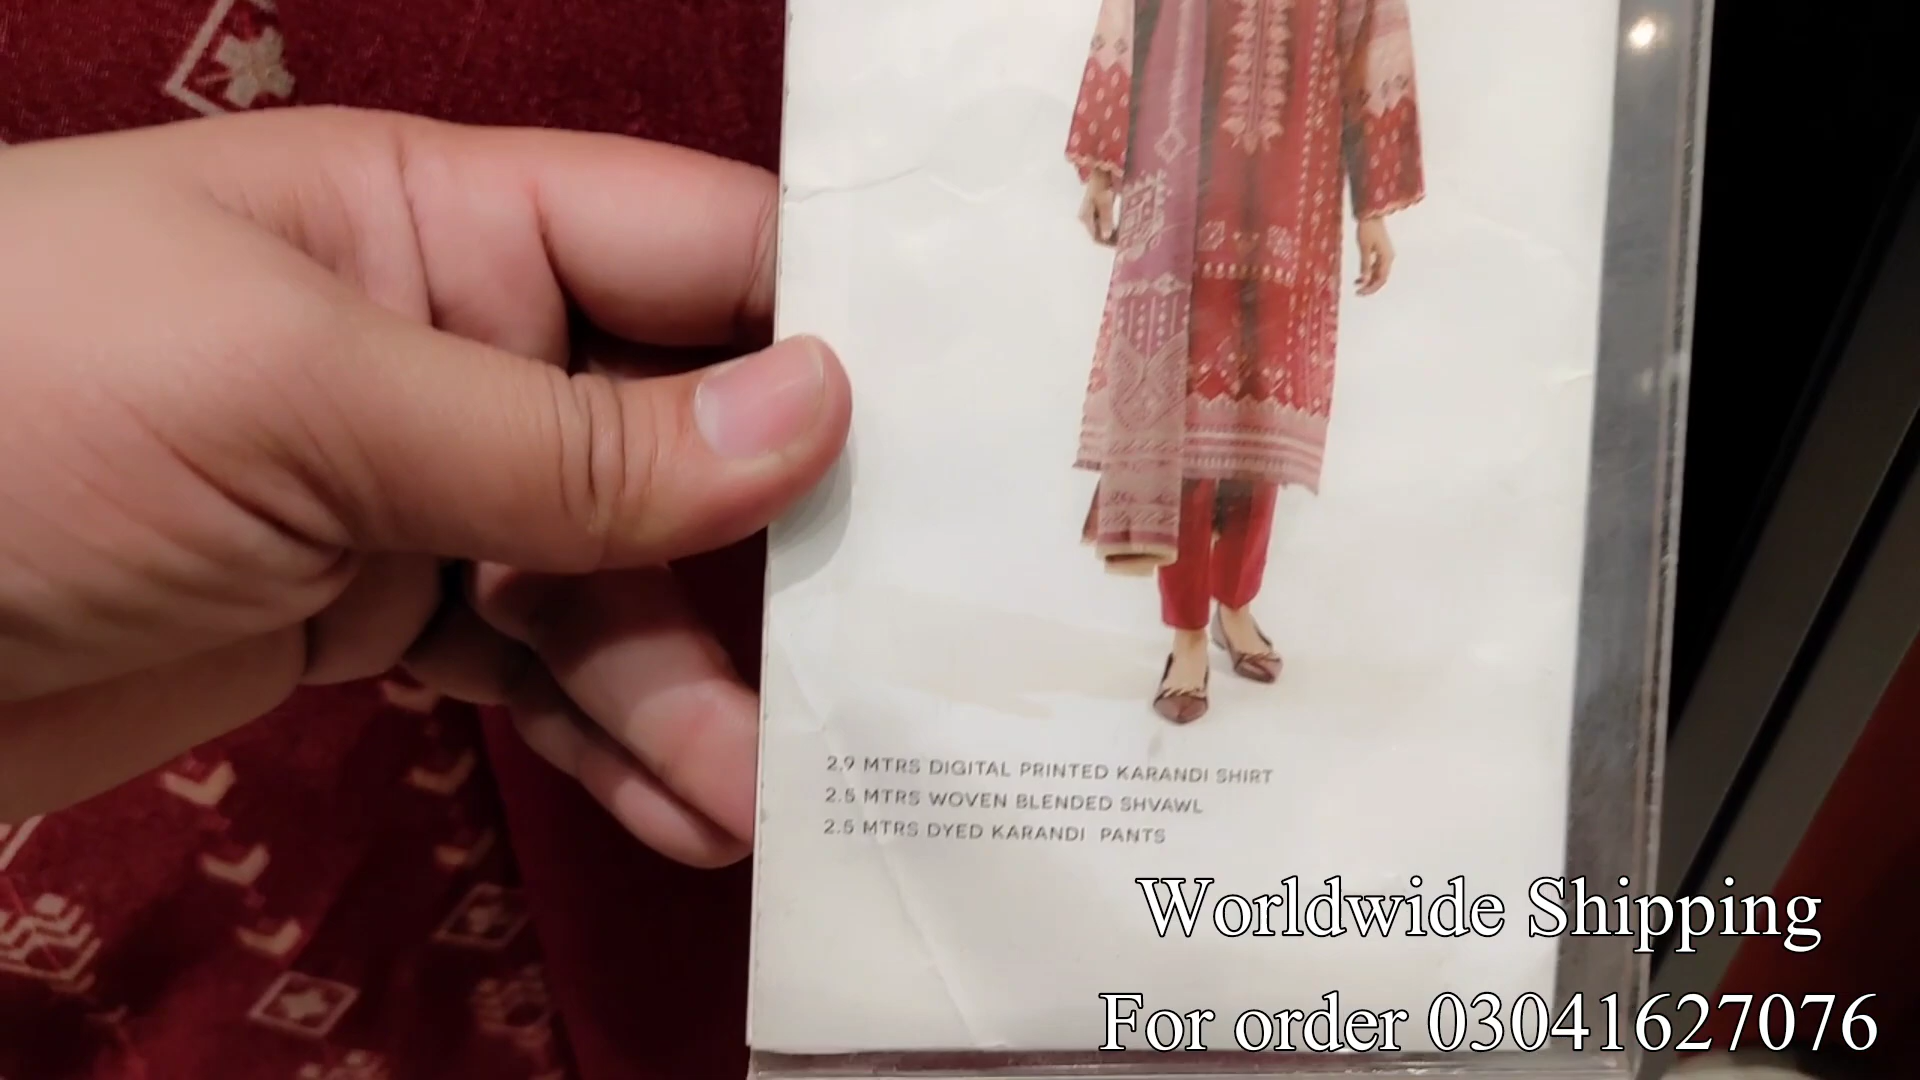 2.9 MTRS DIGITAL PRINTED KARANDI SHIRT
2.5 MTRS WOVEN BLENDED SHVAWL
2.5 MTRS DYED KARANDI PANTS
Worldwide Shipping
For order 03041627076